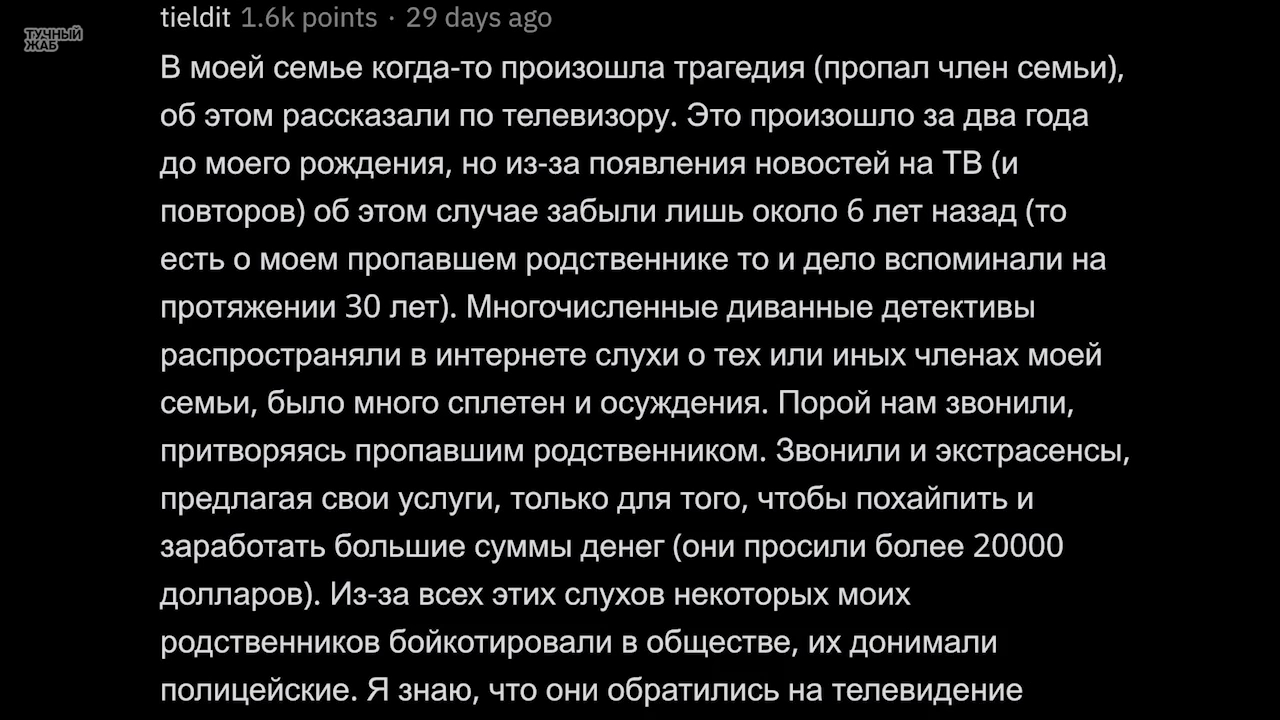 tieldit 1.6k points · 29 days ago
ТУЧНЫЙ
ЖАБ
В моей семье когда-то произошла трагедия (пропал член семьи),
об этом рассказали по телевизору. Это произошло за два года
до моего рождения, но из-за появления новостей на ТВ (и
повторов) об этом случае забыли лишь около 6 лет назад (то
есть о моем пропавшем родственнике то и дело вспоминали на
протяжении 30 лет). Многочисленные диванные детективы
распространяли в интернете слухи о тех или иных членах моей
семьи, было много сплетен и осуждения. Порой нам звонили,
притворяясь пропавшим родственником. Звонили и экстрасенсы,
предлагая свои услуги, только для того, чтобы похайпить и
заработать большие суммы денег (они просили более 20000
долларов). Из-за всех этих слухов некоторых моих
родственников бойкотировали в обществе, их донимали
полицейские. Я знаю, что они обратились на телевидение